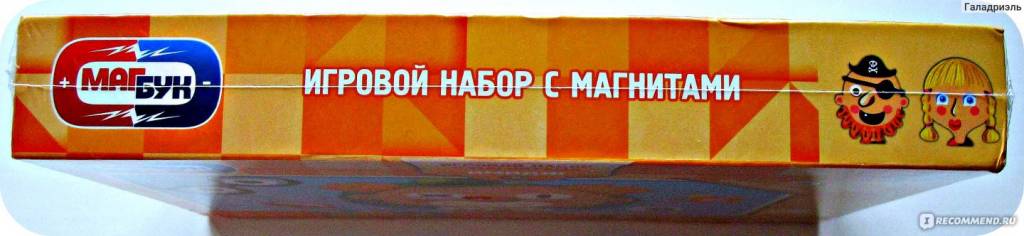 Галадриэль
+ МАГ -
БУК
ИГРОВОЙ НАБОР С МАГНИТАМИ
I RECOMMEND.RU